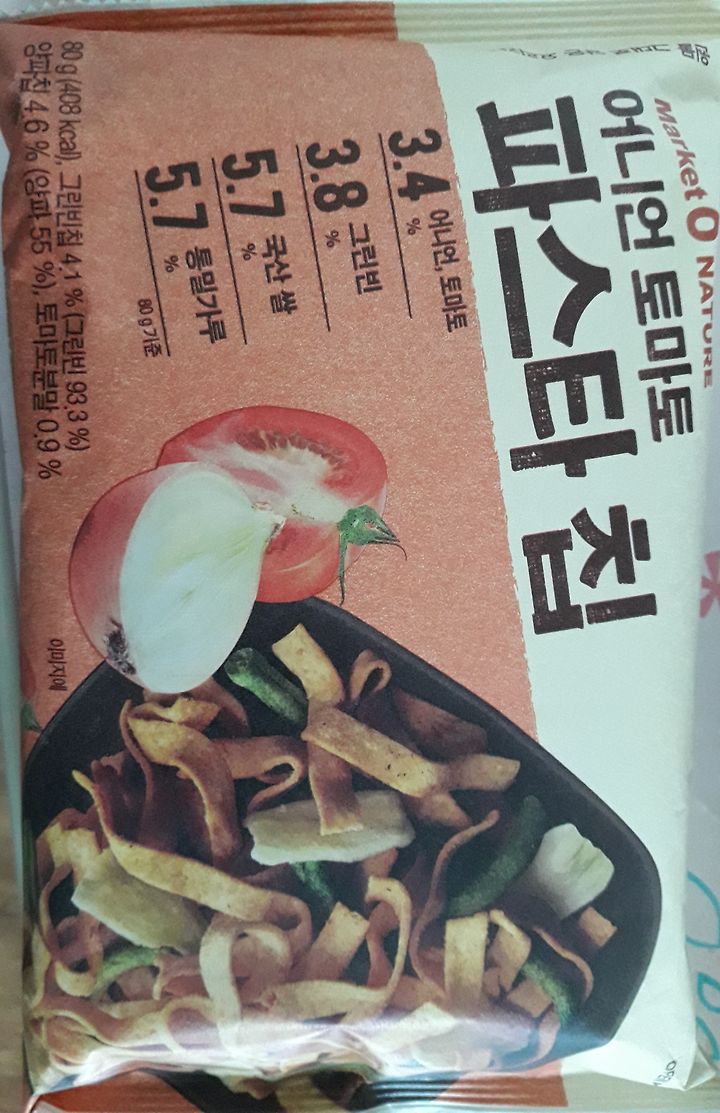 Market O NATURE
어니언 토마토
파스타 칩
3.4 % 어니언, 토마토
3.8 % 그린빈
5.7 % 국산 쌀
5.7 % 통밀가루
80 g 기준
80 g (408 kcal), 그린빈칩 4.1 % (그린빈 93.3 %)
양파칩 4.6 % (양파 55 %), 토마토분말 0.9 %